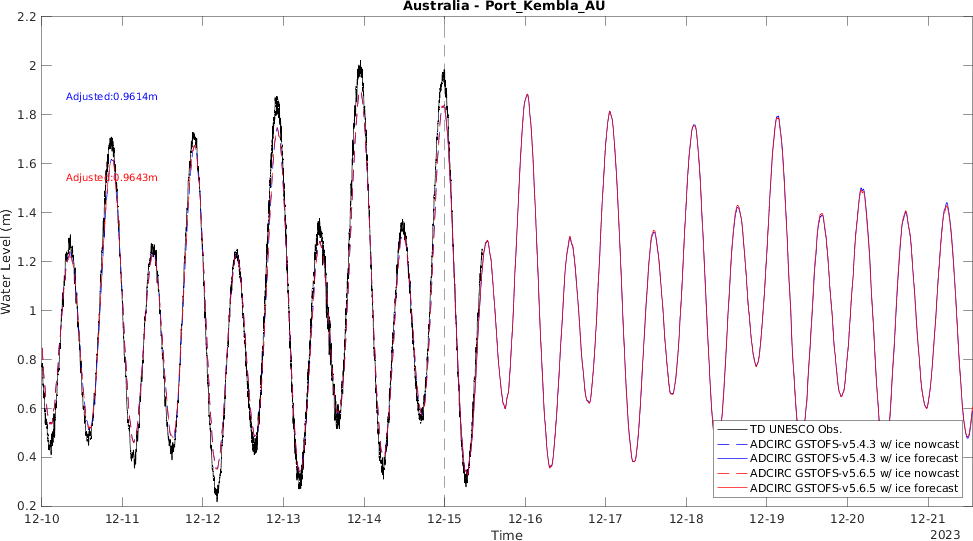 Australia - Port_Kembla_AU
2.2
2
1.8
1.6
1.4
1.2
1
0.8
0.6
0.4
0.2
Water Level (m)
Adjusted:0.9614m
Adjusted:0.9643m
TD UNESCO Obs.
ADCIRC GSTOFS-v5.4.3 w/ ice nowcast
ADCIRC GSTOFS-v5.4.3 w/ ice forecast
ADCIRC GSTOFS-v5.6.5 w/ ice nowcast
ADCIRC GSTOFS-v5.6.5 w/ ice forecast
12-10 12-11 12-12 12-13 12-14 12-15 12-16 12-17 12-18 12-19 12-20 12-21
2023
Time